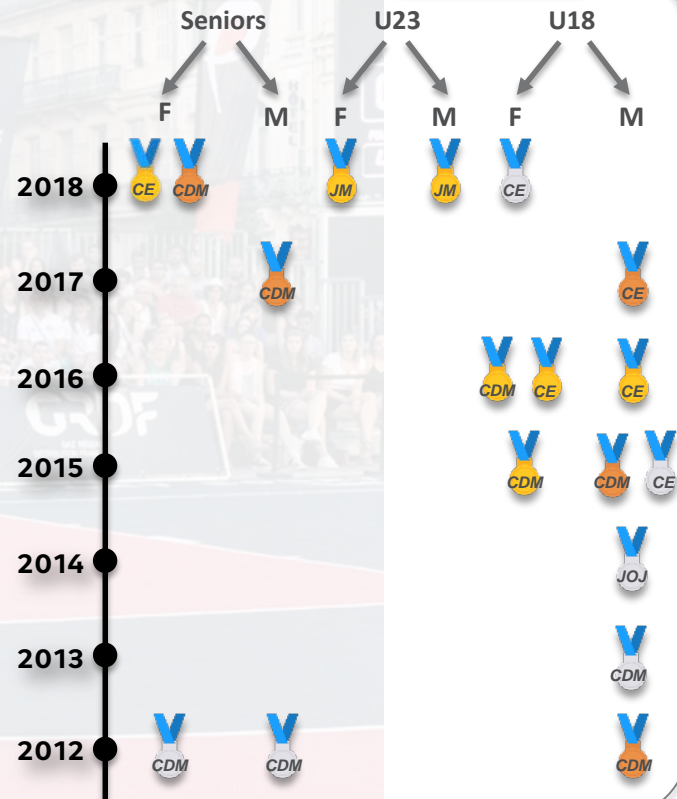 Seniors U23 U18
F M F M F M
2018 CE CDM JM JM CE
2017 CDM CE
2016 CDM CE CE
2015 CDM CDM CE
2014 JOJ
2013 CDM
2012 CDM CDM CDM